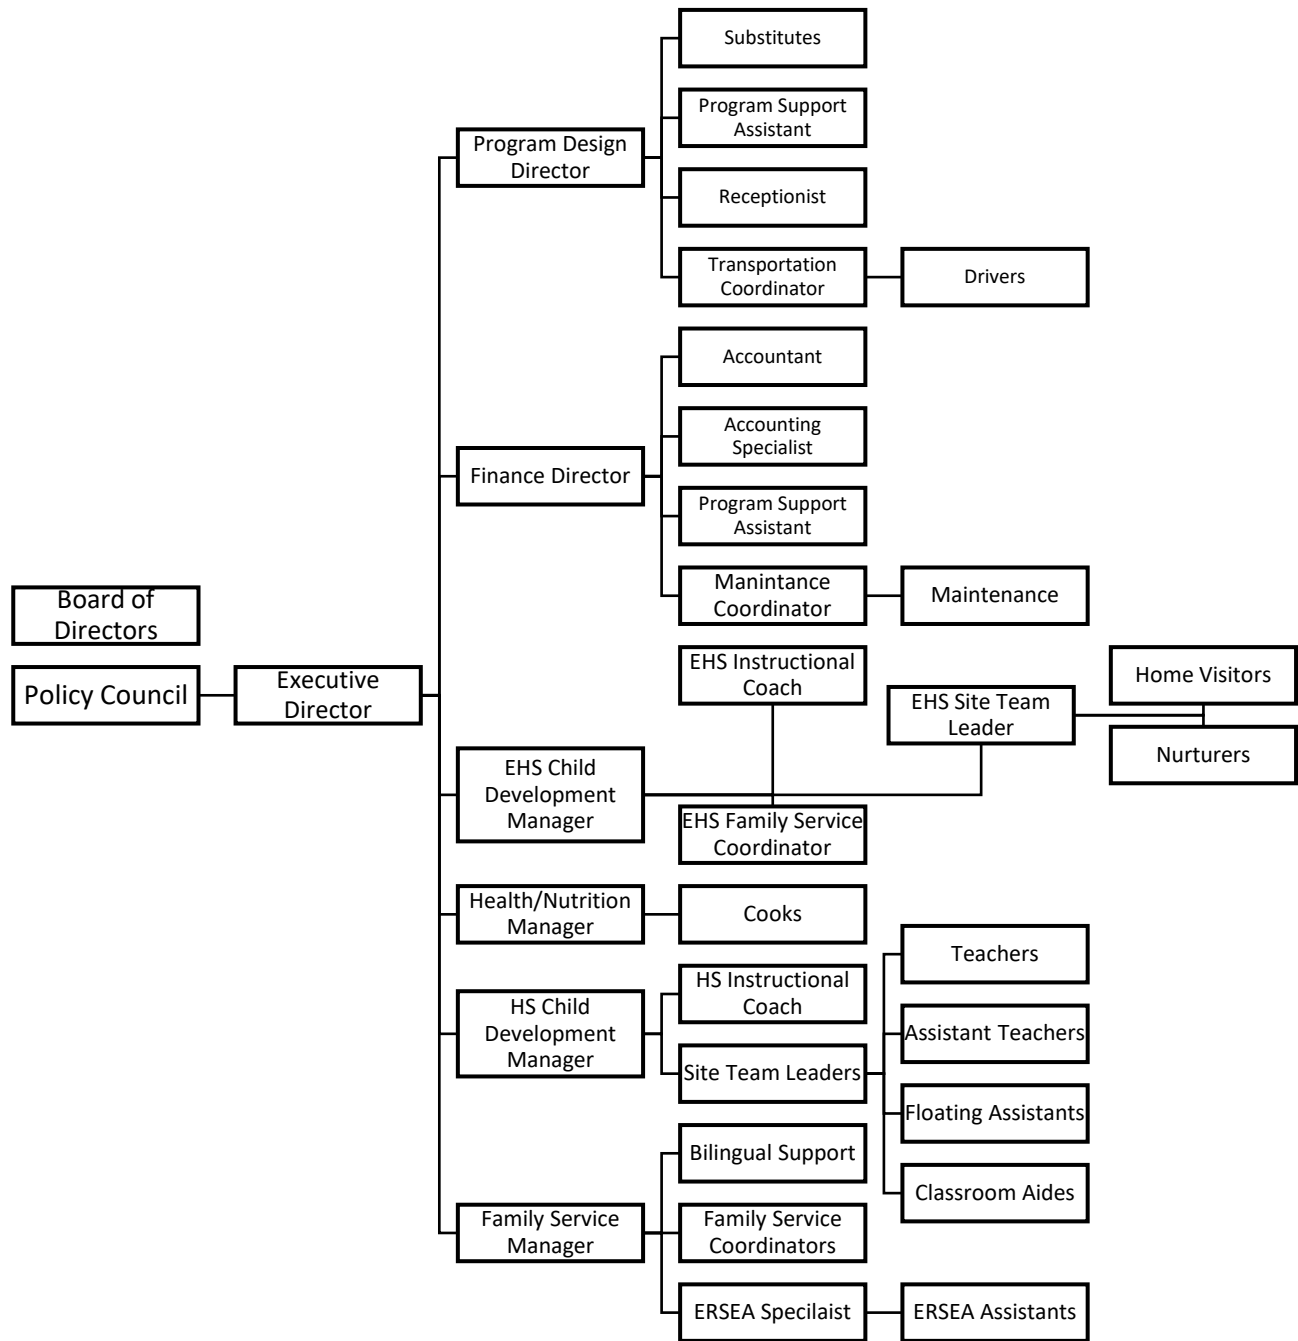 Substitutes
Program Support
Assistant
Program Design
Director
Receptionist
Transportation
Coordinator
Drivers
Accountant
Accounting
Specialist
Finance Director
Program Support
Assistant
Manintance
Coordinator
Maintenance
Board of
Directors
Policy Council
Executive
Director
EHS Instructional
Coach
EHS Site Team
Leader
Home Visitors
Nurturers
EHS Child
Development
Manager
EHS Family Service
Coordinator
Health/Nutrition
Manager
Cooks
HS Child
Development
Manager
HS Instructional
Coach
Site Team Leaders
Teachers
Assistant Teachers
Floating Assistants
Classroom Aides
Bilingual Support
Family Service
Manager
Family Service
Coordinators
ERSEA Specilaist
ERSEA Assistants